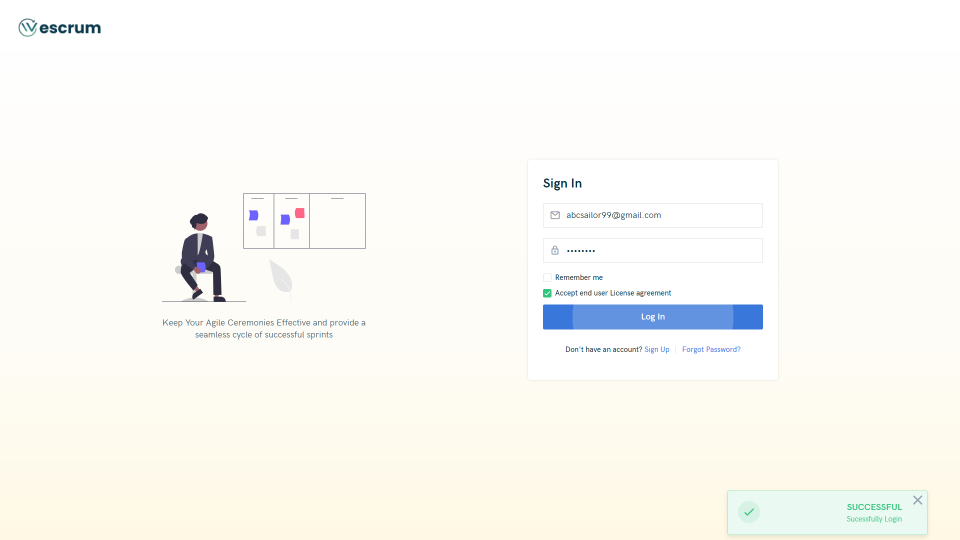 escrum
Keep Your Agile Ceremonies Effective and provide a
seamless cycle of successful sprints
Sign In
abcsailor99@gmail.com
••••••••
Remember me
Accept end user License agreement
Log In
Don't have an account? Sign Up | Forgot Password?
SUCCESSFUL
Sucessfully Login